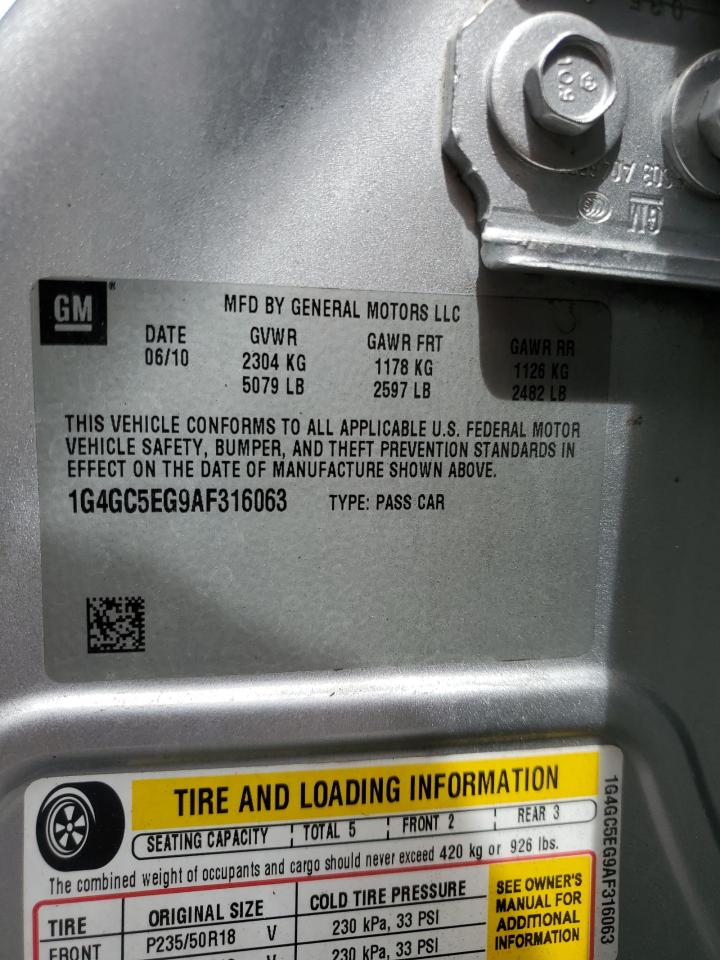 109
GM
GM
MFD BY GENERAL MOTORS LLC
DATE GVWR GAWR FRT GAWR RR
06/10 2304 KG 1178 KG 1126 KG
5079 LB 2597 LB 2482 LB
THIS VEHICLE CONFORMS TO ALL APPLICABLE U.S. FEDERAL MOTOR
VEHICLE SAFETY, BUMPER, AND THEFT PREVENTION STANDARDS IN
EFFECT ON THE DATE OF MANUFACTURE SHOWN ABOVE.
1G4GC5EG9AF316063 TYPE: PASS CAR
TIRE AND LOADING INFORMATION
SEATING CAPACITY TOTAL 5 FRONT 2 REAR 3
The combined weight of occupants and cargo should never exceed 420 kg or 926 lbs.
TIRE ORIGINAL SIZE COLD TIRE PRESSURE
FRONT P235/50R18 V 230 kPa, 33 PSI
230 kPa, 33 PSI
SEE OWNER'S
MANUAL FOR
ADDITIONAL
INFORMATION
1G4GC5EG9AF316063